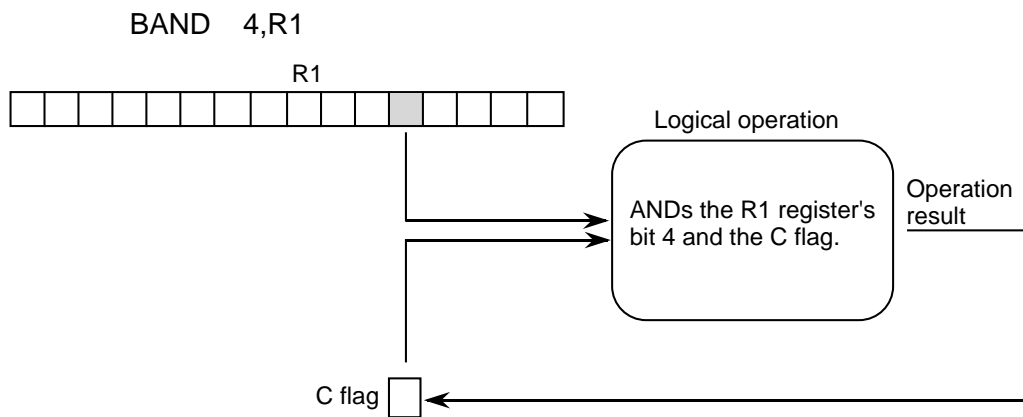 BAND 4,R1
R1
Logical operation
ANDs the R1 register's
bit 4 and the C flag.
Operation
result
C flag